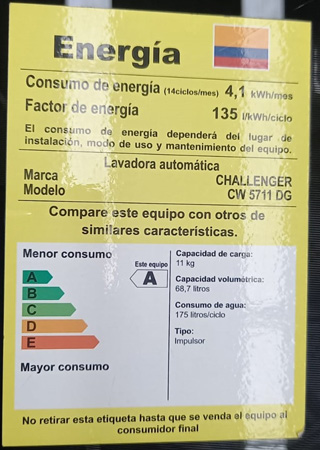 Energía
Consumo de energía (14ciclos/mes) 4,1 kWh/mes
Factor de energía 135 l/kWh/ciclo
El consumo de energía dependerá del lugar de
instalación, modo de uso y mantenimiento del equipo.
Lavadora automática
Marca CHALLENGER
Modelo CW 5711 DG
Compare este equipo con otros de
similares características.
Menor consumo
Este equipo
A
A
B
C
D
E
Mayor consumo
Capacidad de carga:
11 kg
Capacidad volumétrica:
68,7 litros
Consumo de agua:
175 litros/ciclo
Tipo:
Impulsor
No retirar esta etiqueta hasta que se venda el equipo al
consumidor final